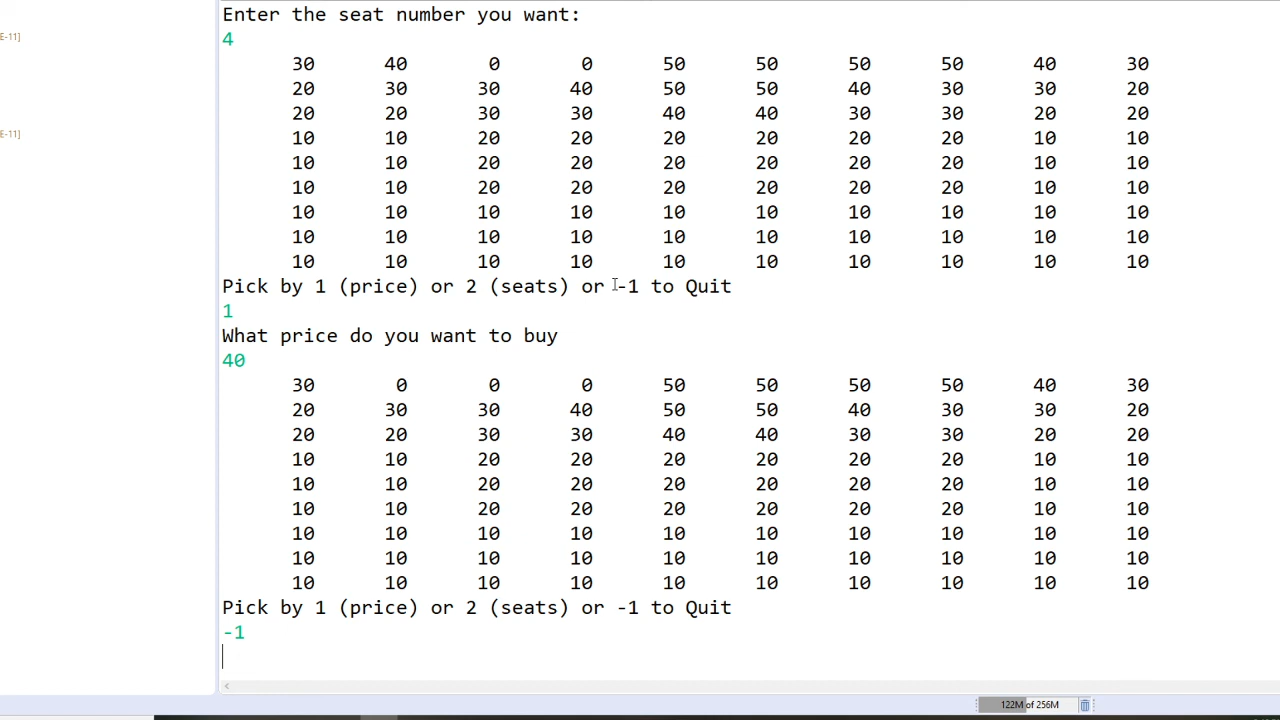 Enter the seat number you want:
E-11]
4
30 40 0 0 50 50 50 50 40 30
20 30 30 40 50 50 40 30 30 20
20 20 30 30 40 40 30 30 20 20
E-11]
10 10 20 20 20 20 20 20 10 10
10 10 20 20 20 20 20 20 10 10
10 10 20 20 20 20 20 20 10 10
10 10 10 10 10 10 10 10 10 10
10 10 10 10 10 10 10 10 10 10
10 10 10 10 10 10 10 10 10 10
Pick by 1 (price) or 2 (seats) or -1 to Quit
1
What price do you want to buy
40
30 0 0 0 50 50 50 50 40 30
20 30 30 40 50 50 40 30 30 20
20 20 30 30 40 40 30 30 20 20
10 10 20 20 20 20 20 20 10 10
10 10 20 20 20 20 20 20 10 10
10 10 20 20 20 20 20 20 10 10
10 10 10 10 10 10 10 10 10 10
10 10 10 10 10 10 10 10 10 10
10 10 10 10 10 10 10 10 10 10
Pick by 1 (price) or 2 (seats) or -1 to Quit
-1
122M of 256M